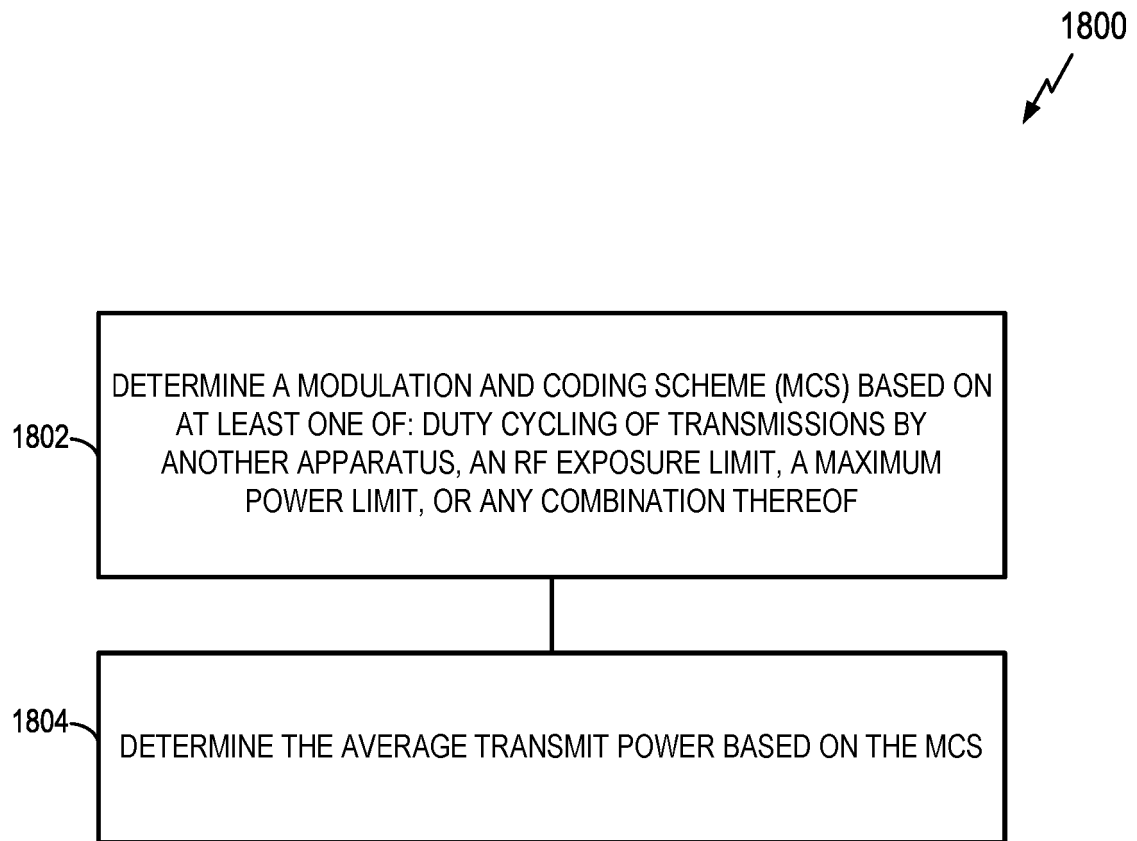 1800
1802
DETERMINE A MODULATION AND CODING SCHEME (MCS) BASED ON
AT LEAST ONE OF: DUTY CYCLING OF TRANSMISSIONS BY
ANOTHER APPARATUS, AN RF EXPOSURE LIMIT, A MAXIMUM
POWER LIMIT, OR ANY COMBINATION THEREOF
1804
DETERMINE THE AVERAGE TRANSMIT POWER BASED ON THE MCS